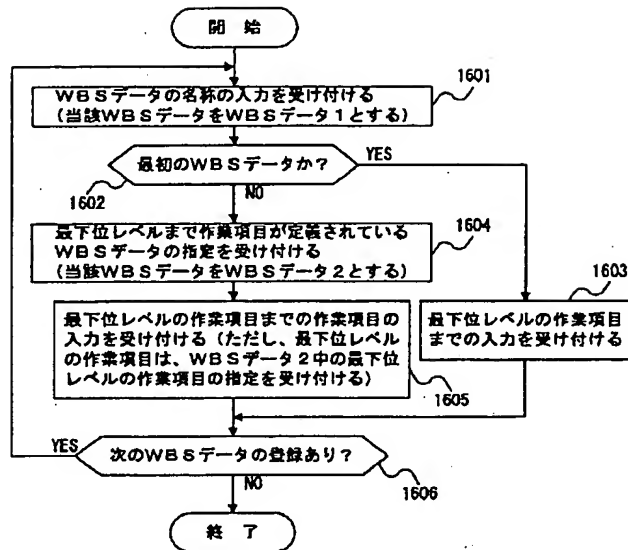 開 始
1601
WBSデータの名称の入力を受け付ける
(当該WBSデータをWBSデータ1とする)
最初のWBSデータか?
YES
1602
NO
1604
最下位レベルまで作業項目が定義されている
WBSデータの指定を受け付ける
(当該WBSデータをWBSデータ2とする)
1603
最下位レベルの作業項目までの作業項目の
入力を受け付ける(ただし、最下位レベル
の作業項目は、WBSデータ2中の最下位
レベルの作業項目の指定を受け付ける)
最下位レベルの作業項目
までの入力を受け付ける
1605
YES
次のWBSデータの登録あり?
NO
1606
終 了